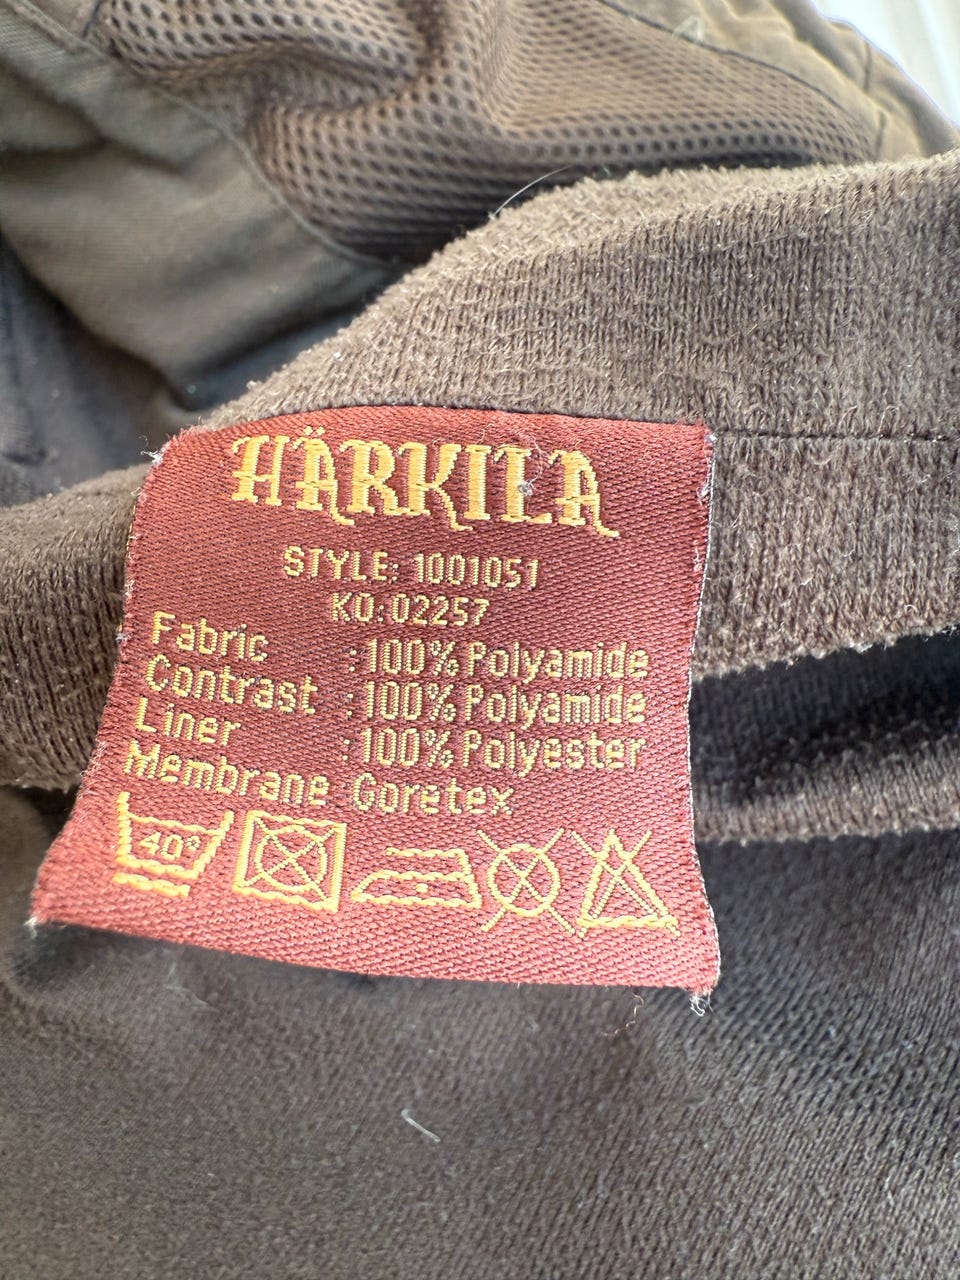 HÄRKILA
STYLE: 1001051
KO: 02257
Fabric : 100% Polyamide
Contrast : 100% Polyamide
Liner : 100% Polyester
Membrane Goretex
40°